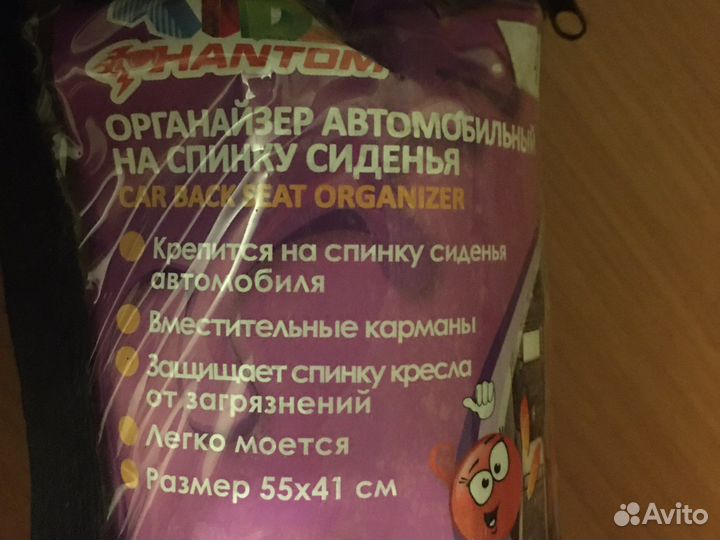 PHANTOM
ОРГАНАЙЗЕР АВТОМОБИЛЬНЫЙ
НА СПИНКУ СИДЕНЬЯ
CAR BACK SEAT ORGANIZER
Крепится на спинку сиденья
автомобиля
Вместительные карманы
Защищает спинку кресла
от загрязнений
Легко моется
Размер 55х41 см
Avito